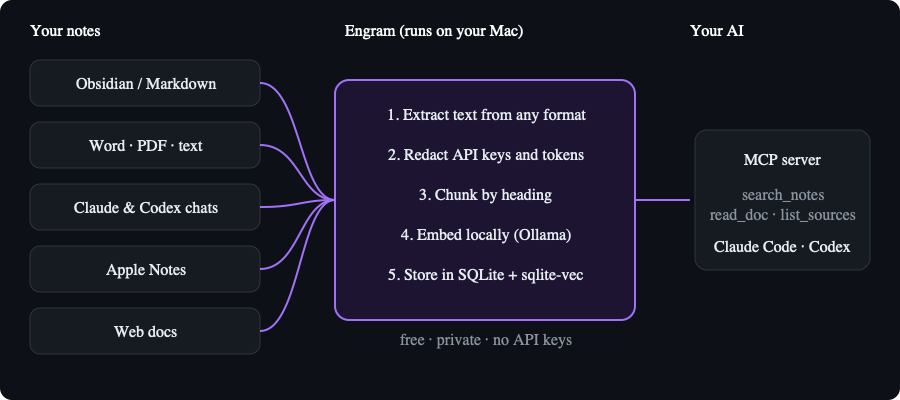 Your notes
Obsidian / Markdown
Word · PDF · text
Claude & Codex chats
Apple Notes
Web docs
Engram (runs on your Mac)
1. Extract text from any format
2. Redact API keys and tokens
3. Chunk by heading
4. Embed locally (Ollama)
5. Store in SQLite + sqlite-vec
free · private · no API keys
Your AI
MCP server
search_notes
read_doc · list_sources
Claude Code · Codex